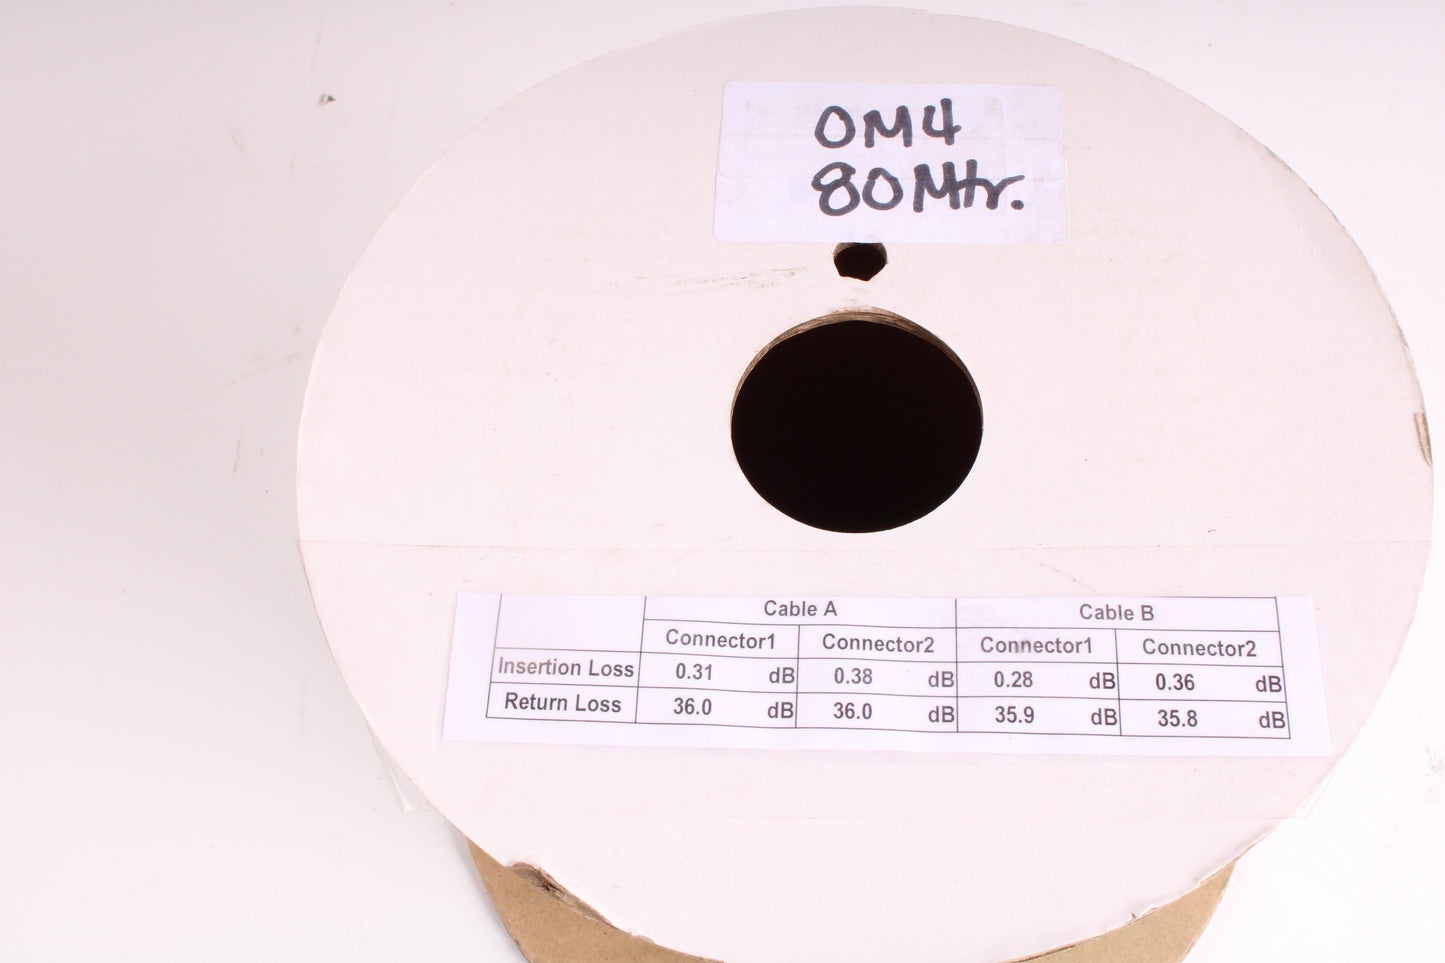 OM4
80Mtr.
Cable A Cable B
Connector1 Connector2 Connector1 Connector2
Insertion Loss 0.31 dB 0.38 dB 0.28 dB 0.36 dB
Return Loss 36.0 dB 36.0 dB 35.9 dB 35.8 dB